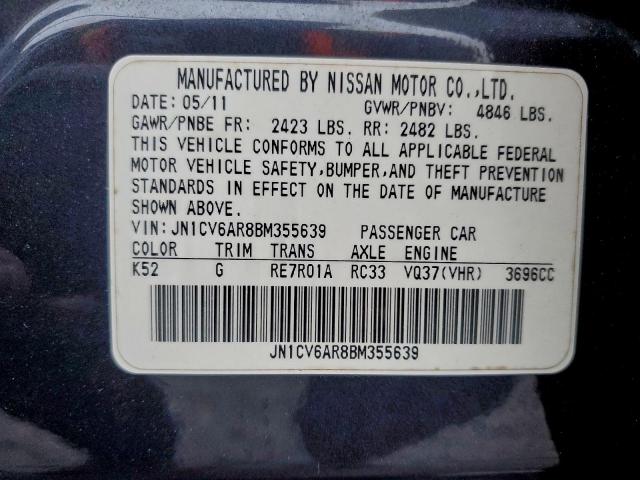 MANUFACTURED BY NISSAN MOTOR CO.,LTD.
DATE: 05/11 GVWR/PNBV: 4846 LBS.
GAWR/PNBE FR: 2423 LBS. RR: 2482 LBS.
THIS VEHICLE CONFORMS TO ALL APPLICABLE FEDERAL
MOTOR VEHICLE SAFETY,BUMPER,AND THEFT PREVENTION
STANDARDS IN EFFECT ON THE DATE OF MANUFACTURE
SHOWN ABOVE.
VIN:JN1CV6AR8BM355639 PASSENGER CAR
COLOR TRIM TRANS AXLE ENGINE
K52 G RE7R01A RC33 VQ37(VHR) 3696CC
JN1CV6AR8BM355639